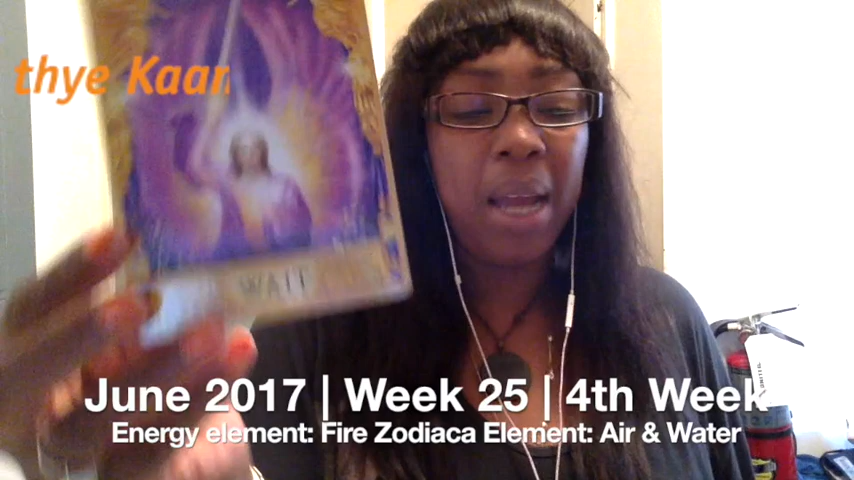 thye Kaar
WAIT
June 2017 | Week 25 | 4th Week
Energy element: Fire Zodiaca Element: Air & Water